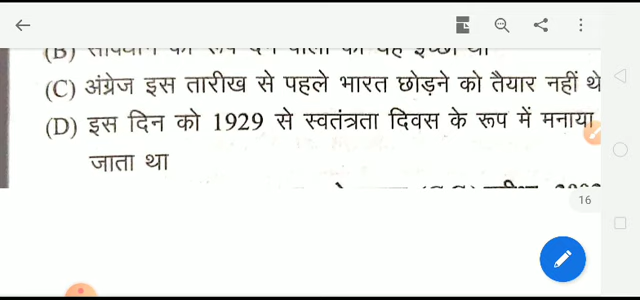 (C) अंग्रेज इस तारीख से पहले भारत छोड़ने को तैयार नहीं थे
(D) इस दिन को 1929 से स्वतंत्रता दिवस के रूप में मनाया
जाता था
16